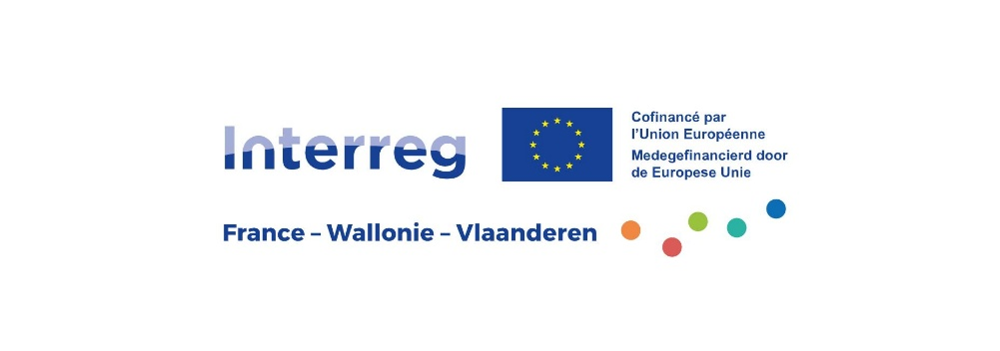 Interreg
Cofinancé par
l'Union Européenne
Medegefinancierd door
de Europese Unie
France – Wallonie – Vlaanderen